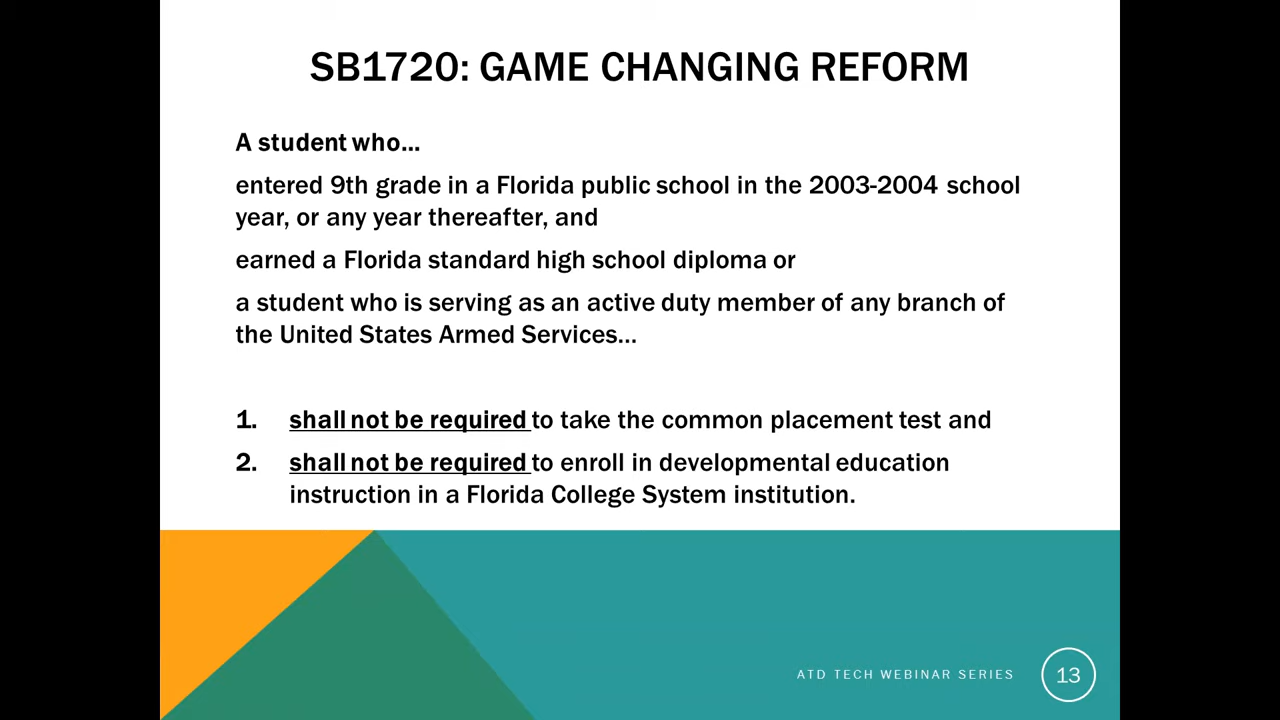 SB1720: GAME CHANGING REFORM
A student who...
entered 9th grade in a Florida public school in the 2003-2004 school
year, or any year thereafter, and
earned a Florida standard high school diploma or
a student who is serving as an active duty member of any branch of
the United States Armed Services...
1. shall not be required to take the common placement test and
2. shall not be required to enroll in developmental education
instruction in a Florida College System institution.
ATD TECH WEBINAR SERIES 13